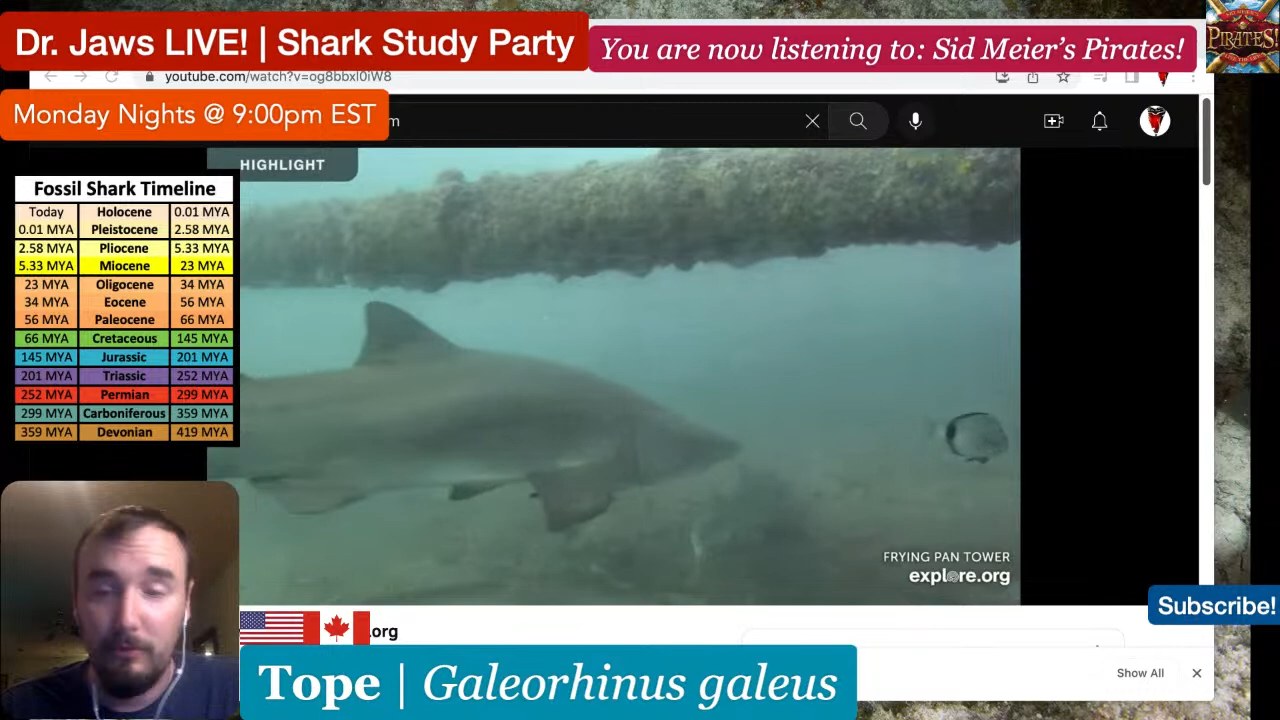 Dr. Jaws LIVE! | Shark Study Party
You are now listening to: Sid Meier's Pirates!
PIRATES!
youtube.com/watch?v=og8bbxl0iW8
Monday Nights @ 9:00pm EST
m
HIGHLIGHT
Fossil Shark Timeline
Today Holocene 0.01 MYA
0.01 MYA Pleistocene 2.58 MYA
2.58 MYA Pliocene 5.33 MYA
5.33 MYA Miocene 23 MYA
23 MYA Oligocene 34 MYA
34 MYA Eocene 56 MYA
56 MYA Paleocene 66 MYA
66 MYA Cretaceous 145 MYA
145 MYA Jurassic 201 MYA
201 MYA Triassic 252 MYA
252 MYA Permian 299 MYA
299 MYA Carboniferous 359 MYA
359 MYA Devonian 419 MYA
FRYING PAN TOWER
explore.org
Subscribe!
.org
Show All
Tope | Galeorhinus galeus